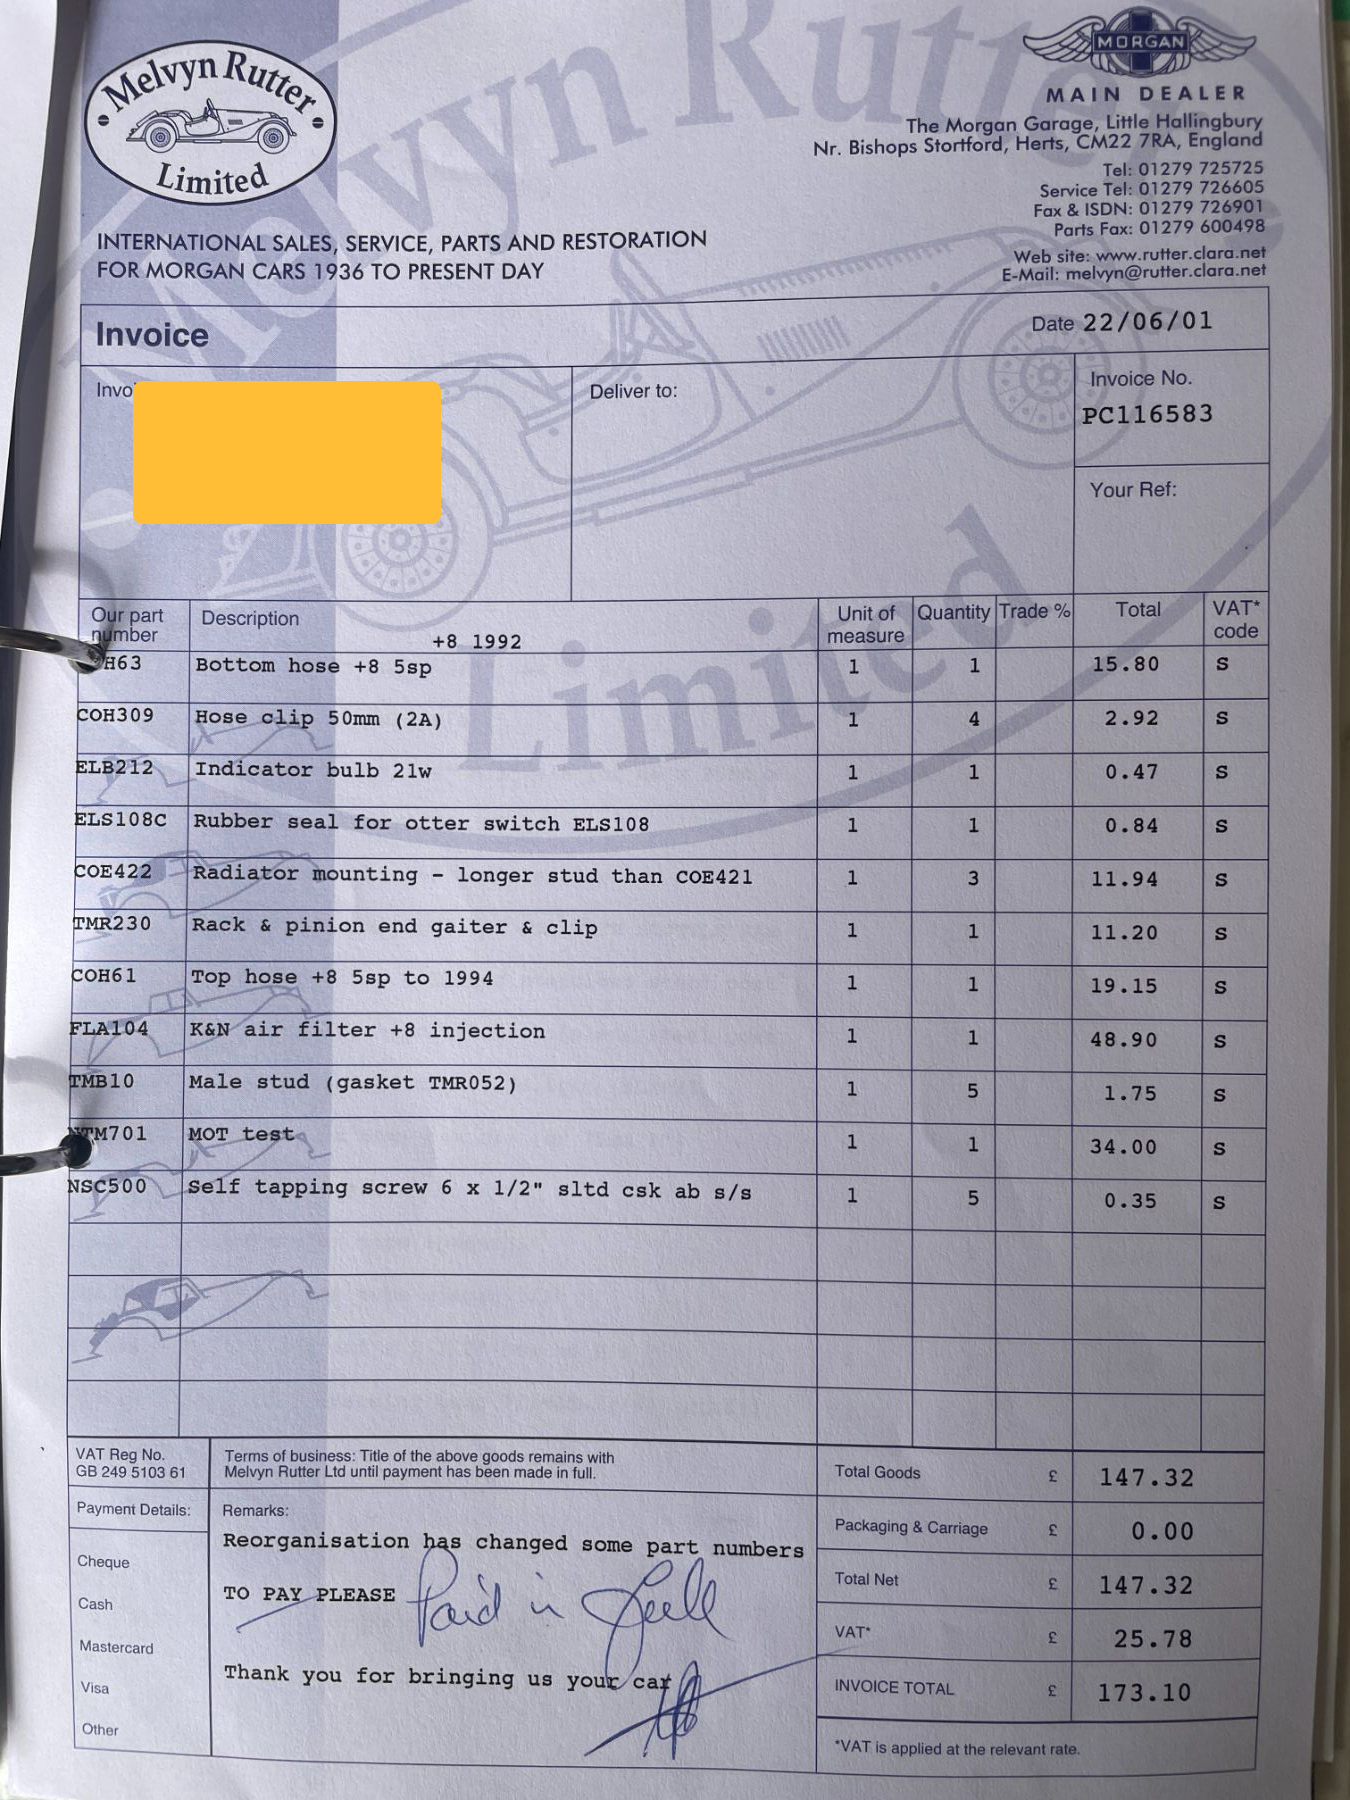 Melvyn Rutter
Limited
MORGAN
MAIN DEALER
The Morgan Garage, Little Hallingbury
Nr. Bishops Stortford, Herts, CM22 7RA, England
Tel: 01279 725725
Service Tel: 01279 726605
Fax & ISDN: 01279 726901
Parts Fax: 01279 600498
Web site: www.rutter.clara.net
E-Mail: melvyn@rutter.clara.net
INTERNATIONAL SALES, SERVICE, PARTS AND RESTORATION
FOR MORGAN CARS 1936 TO PRESENT DAY
Melvyn Rutter
Limited
Invoice
Date 22/06/01
Invoi
Deliver to:
Invoice No.
PC116583
Your Ref:
Our part number Description Unit of measure Quantity Trade % Total VAT* code
+8 1992
H63 Bottom hose +8 5sp 1 1 15.80 S
COH309 Hose clip 50mm (2A) 1 4 2.92 S
ELB212 Indicator bulb 21w 1 1 0.47 S
ELS108C Rubber seal for otter switch ELS108 1 1 0.84 S
COE422 Radiator mounting - longer stud than COE421 1 3 11.94 S
TMR230 Rack & pinion end gaiter & clip 1 1 11.20 S
COH61 Top hose +8 5sp to 1994 1 1 19.15 S
FLA104 K&N air filter +8 injection 1 1 48.90 S
TMB10 Male stud (gasket TMR052) 1 5 1.75 S
TM701 MOT test 1 1 34.00 S
NSC500 Self tapping screw 6 x 1/2" sltd csk ab s/s 1 5 0.35 S
VAT Reg No.
GB 249 5103 61
Terms of business: Title of the above goods remains with
Melvyn Rutter Ltd until payment has been made in full.
Payment Details:
Cheque
Cash
Mastercard
Visa
Other
Remarks:
Reorganisation has changed some part numbers
TO PAY PLEASE Paid in full
Thank you for bringing us your car
Total Goods £ 147.32
Packaging & Carriage £ 0.00
Total Net £ 147.32
VAT* £ 25.78
INVOICE TOTAL £ 173.10
*VAT is applied at the relevant rate.